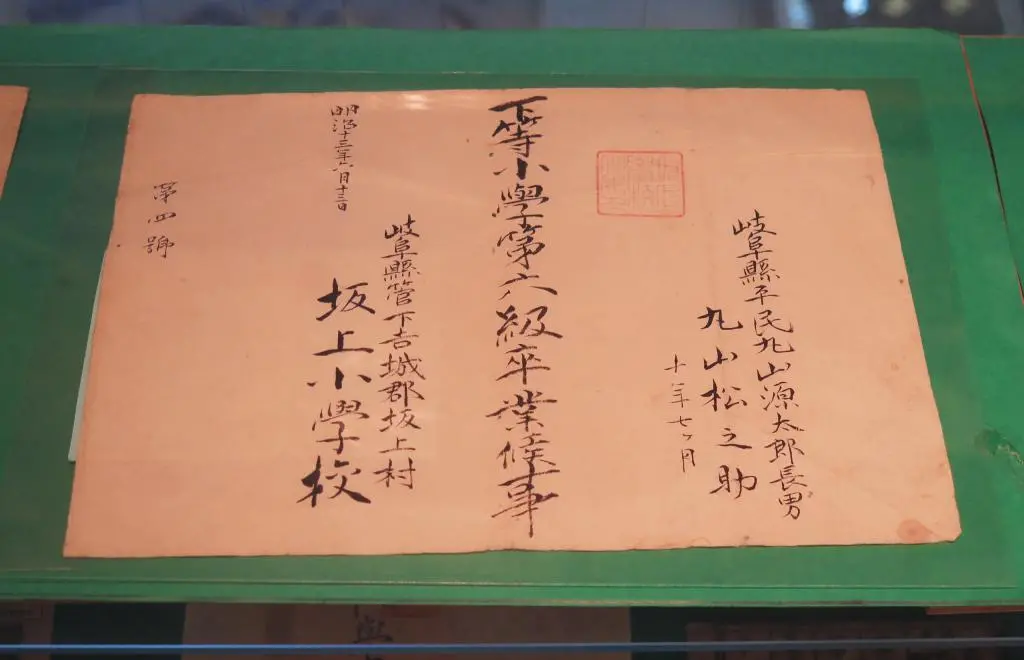 岐阜縣平民丸山源太郎長男
丸山松之助
十年七ヶ月
下等小學第六級卒業候事
岐阜縣管下吉城郡坂上村
坂上小學校
明治十三年六月十三日
第四號